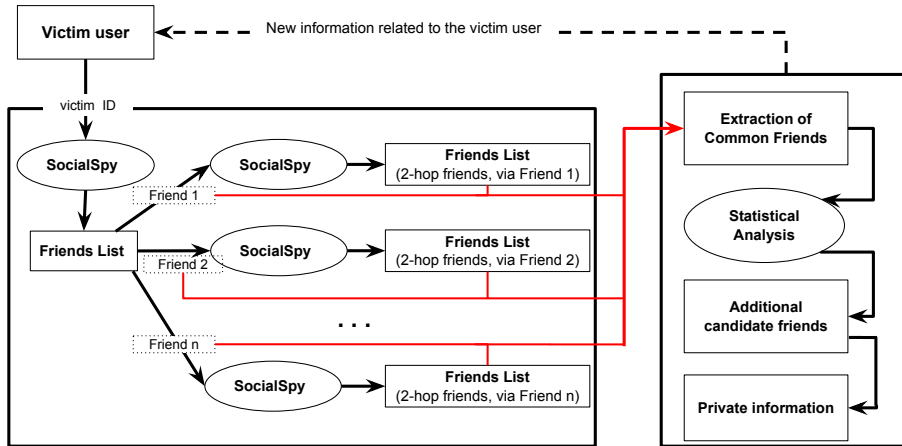 Victim user
New information related to the victim user
victim ID
SocialSpy
Friends List
Friend 1
SocialSpy
Friends List
(2-hop friends, via Friend 1)
Friend 2
SocialSpy
Friends List
(2-hop friends, via Friend 2)
...
Friend n
SocialSpy
Friends List
(2-hop friends, via Friend n)
Extraction of
Common Friends
Statistical
Analysis
Additional
candidate friends
Private information